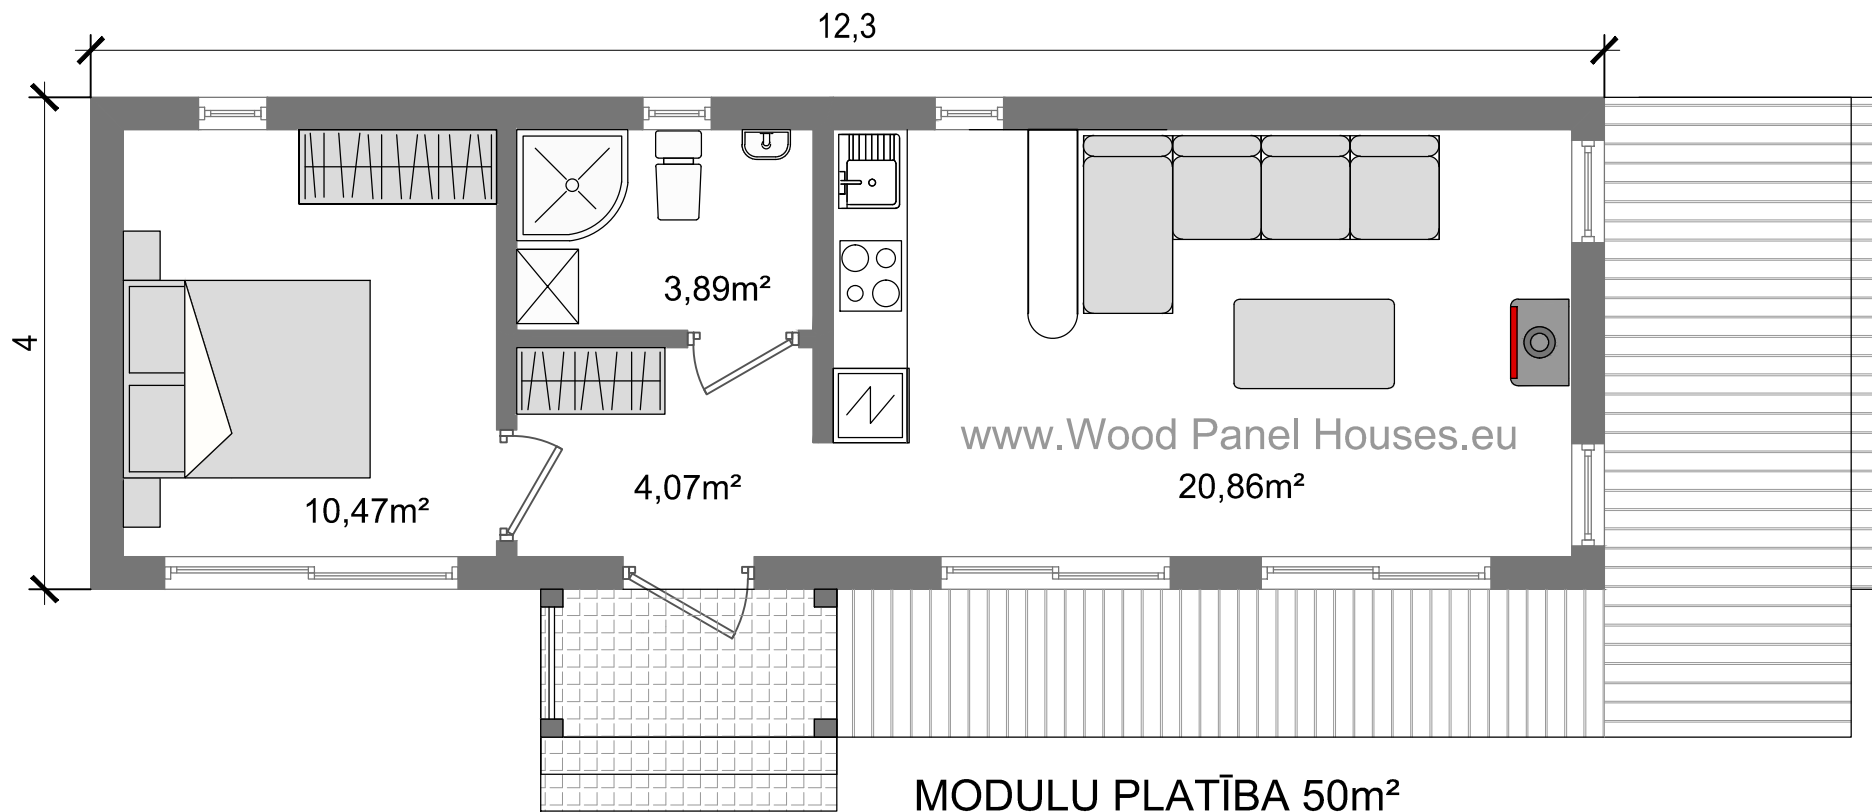 12,3
4
3,89m²
www.Wood Panel Houses.eu
10,47m²
4,07m²
20,86m²
MODULU PLATĪBA 50m²